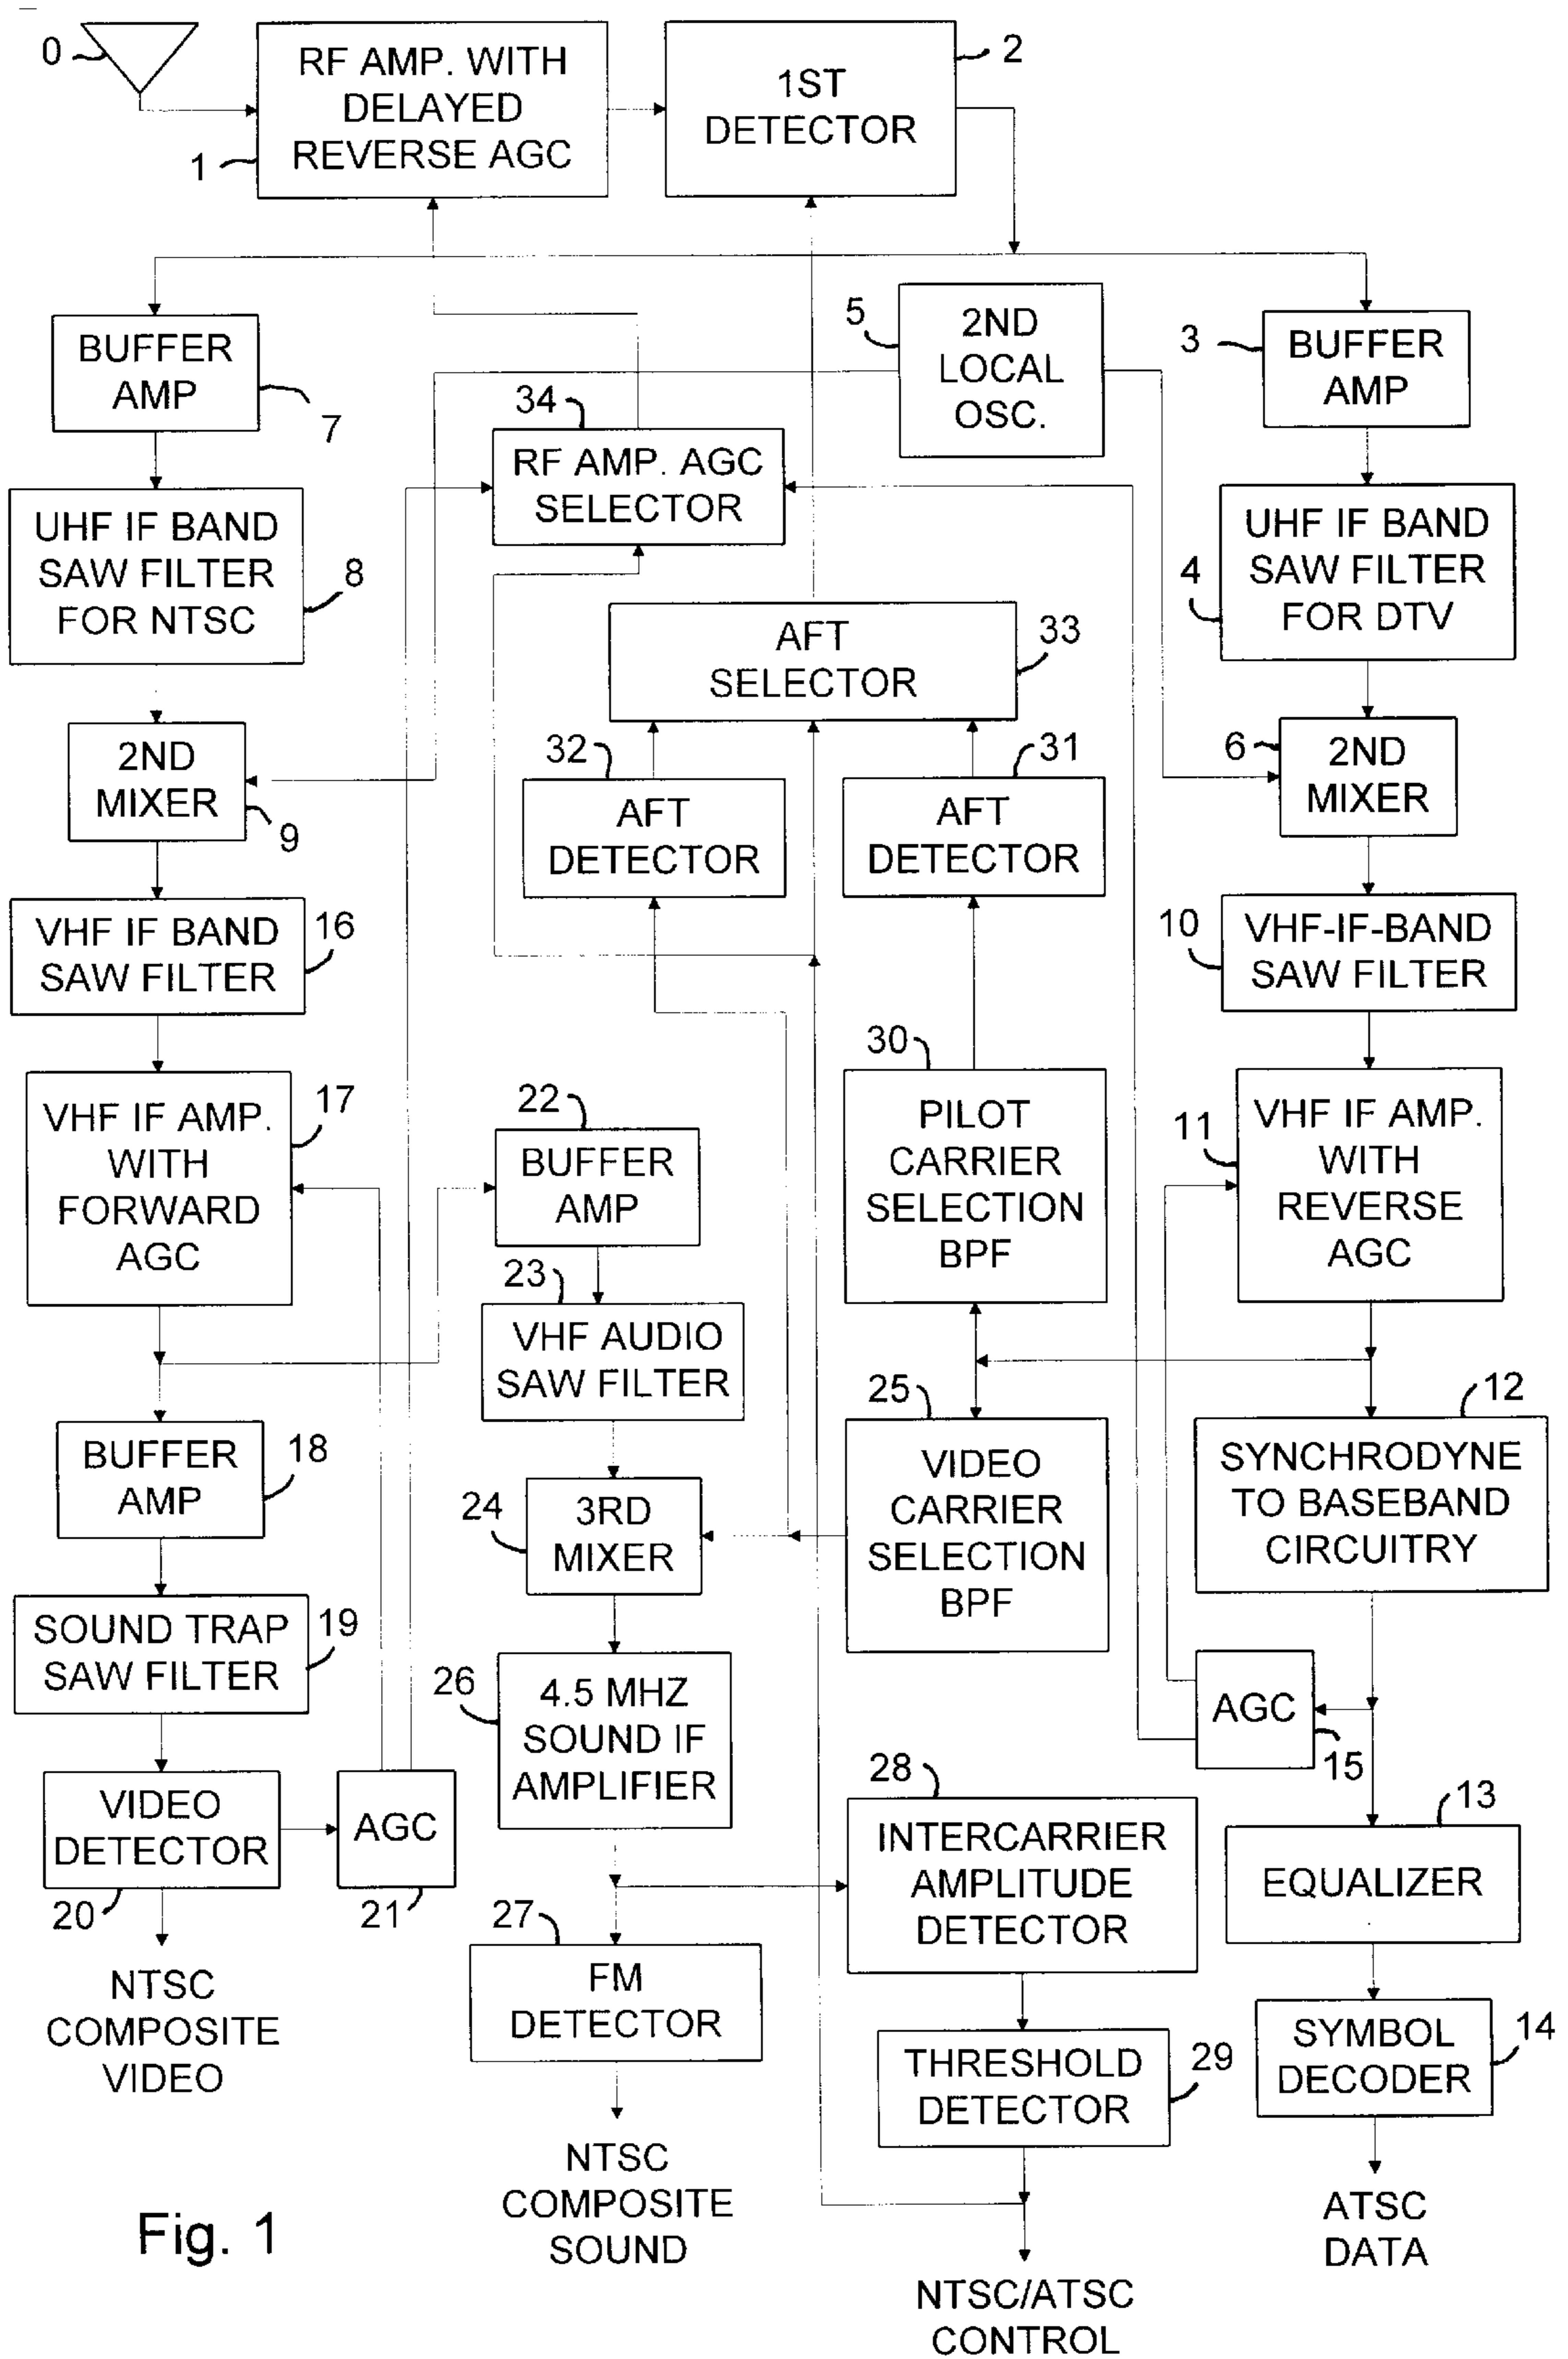 0
RF AMP. WITH
DELAYED
REVERSE AGC
1
1ST
DETECTOR
2
BUFFER
AMP
7
5
2ND
LOCAL
OSC.
3
BUFFER
AMP
34
RF AMP. AGC
SELECTOR
UHF IF BAND
SAW FILTER
FOR NTSC
8
4
UHF IF BAND
SAW FILTER
FOR DTV
AFT
SELECTOR
33
2ND
MIXER
9
32
AFT
DETECTOR
31
AFT
DETECTOR
6
2ND
MIXER
VHF IF BAND
SAW FILTER
16
10
VHF-IF-BAND
SAW FILTER
VHF IF AMP.
WITH
FORWARD
AGC
17
22
BUFFER
AMP
30
PILOT
CARRIER
SELECTION
BPF
11
VHF IF AMP.
WITH
REVERSE
AGC
23
VHF AUDIO
SAW FILTER
25
VIDEO
CARRIER
SELECTION
BPF
12
SYNCHRODYNE
TO BASEBAND
CIRCUITRY
BUFFER
AMP
18
24
3RD
MIXER
SOUND TRAP
SAW FILTER
19
26
4.5 MHZ
SOUND IF
AMPLIFIER
AGC
15
VIDEO
DETECTOR
20
AGC
21
28
INTERCARRIER
AMPLITUDE
DETECTOR
13
EQUALIZER
27
FM
DETECTOR
NTSC
COMPOSITE
VIDEO
THRESHOLD
DETECTOR
29
SYMBOL
DECODER
14
NTSC
COMPOSITE
SOUND
ATSC
DATA
NTSC/ATSC
CONTROL
Fig. 1